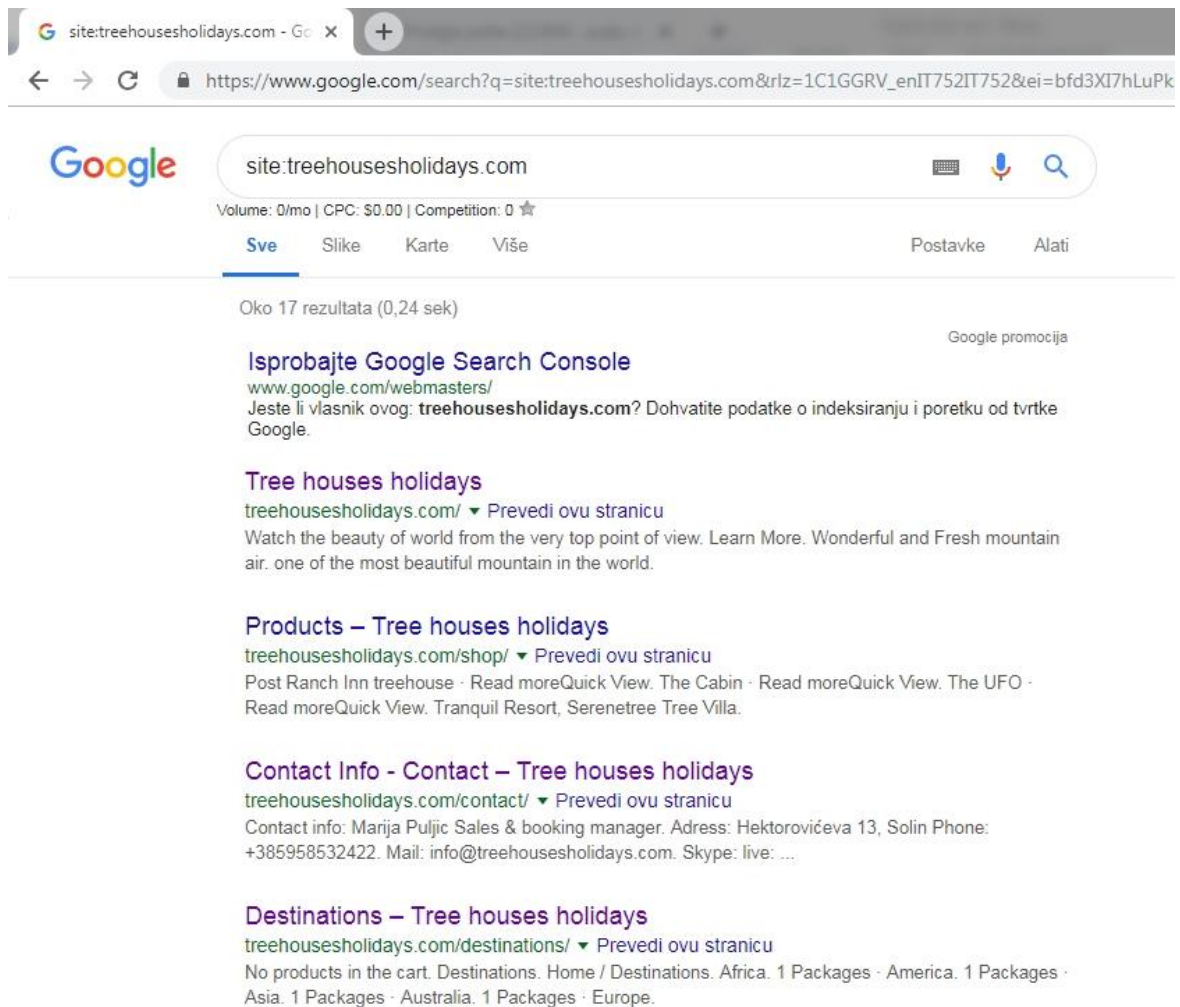 site:treehousesholidays.com - Go
https://www.google.com/search?q=site:treehousesholidays.com&rlz=1C1GGRV_enIT752IT752&ei=bfd3XI7hLuPk
Google
site:treehousesholidays.com
Volume: 0/mo | CPC: $0.00 | Competition: 0
Sve Slike Karte Više Postavke Alati
Oko 17 rezultata (0,24 sek)
Google promocija
Isprobajte Google Search Console
www.google.com/webmasters/
Jeste li vlasnik ovog: treehousesholidays.com? Dohvatite podatke o indeksiranju i poretku od tvrtke
Google.
Tree houses holidays
treehousesholidays.com/ ▾ Prevedi ovu stranicu
Watch the beauty of world from the very top point of view. Learn More. Wonderful and Fresh mountain
air. one of the most beautiful mountain in the world.
Products – Tree houses holidays
treehousesholidays.com/shop/ ▾ Prevedi ovu stranicu
Post Ranch Inn treehouse · Read moreQuick View. The Cabin · Read moreQuick View. The UFO ·
Read moreQuick View. Tranquil Resort, Serenetree Tree Villa.
Contact Info - Contact – Tree houses holidays
treehousesholidays.com/contact/ ▾ Prevedi ovu stranicu
Contact info: Marija Puljic Sales & booking manager. Adress: Hektorovićeva 13, Solin Phone:
+385958532422. Mail: info@treehousesholidays.com. Skype: live: ...
Destinations – Tree houses holidays
treehousesholidays.com/destinations/ ▾ Prevedi ovu stranicu
No products in the cart. Destinations. Home / Destinations. Africa. 1 Packages · America. 1 Packages ·
Asia. 1 Packages · Australia. 1 Packages · Europe.